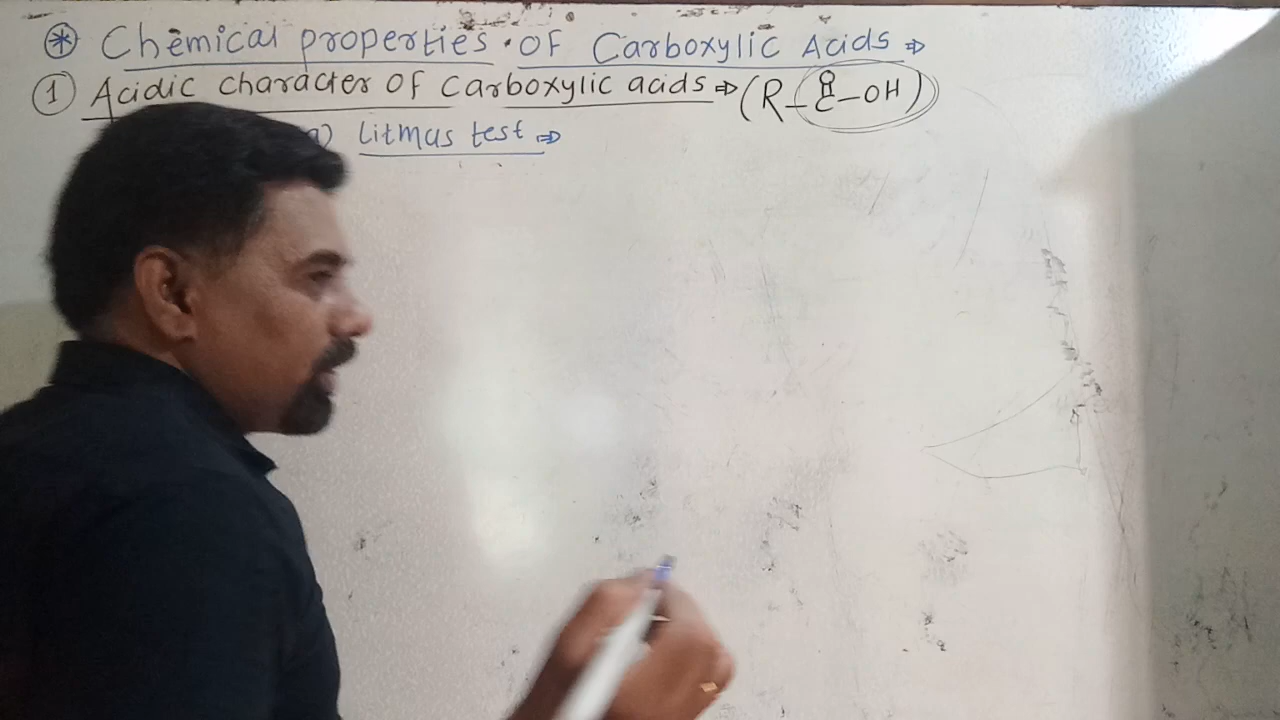 * Chemical properties of Carboxylic Acids ⇒
1 Acidic character of carboxylic acids ⇒ (R-C-OH)
O
a) Litmus test ⇒